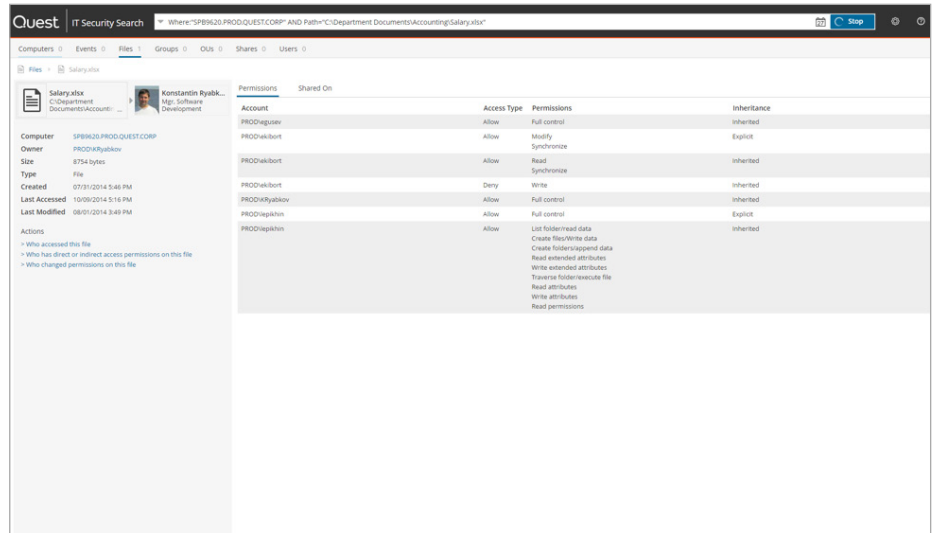 Quest IT Security Search Where:"SPB9620.PROD.QUEST.CORP" AND Path="C:\Department Documents\Accounting\Salary.xlsx" 27 Stop
Computers 0 Events 0 Files 1 Groups 0 OUs 0 Shares 0 Users 0
Files > Salary.xlsx
Salary.xlsx
C:\Department
Documents\Accountin ...
Konstantin Ryabk...
Mgr, Software
Development
Computer SPB9620.PROD.QUEST.CORP
Owner PROD\KRyabkov
Size 8754 bytes
Type File
Created 07/31/2014 5:46 PM
Last Accessed 10/09/2014 5:16 PM
Last Modified 08/01/2014 3:49 PM
Actions
> Who accessed this file
> Who has direct or indirect access permissions on this file
> Who changed permissions on this file
Permissions Shared On
Account Access Type Permissions Inheritance
PROD\egusev Allow Full control Inherited
PROD\ekibort Allow Modify Explicit
Synchronize
PROD\ekibort Allow Read Inherited
Synchronize
PROD\ekibort Deny Write Inherited
PROD\KRyabkov Allow Full control Inherited
PROD\lepikhin Allow Full control Explicit
PROD\lepikhin Allow List folder/read data Inherited
Create files/Write data
Create folders/append data
Read extended attributes
Write extended attributes
Traverse folder/execute file
Read attributes
Write attributes
Read permissions